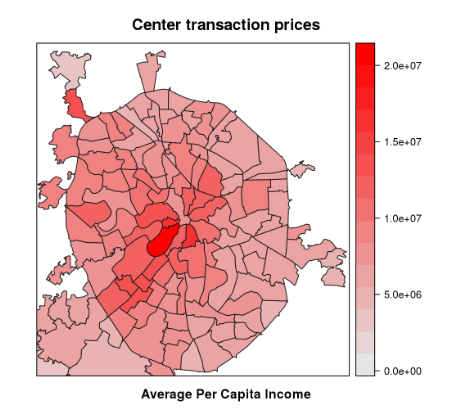 Center transaction prices
2.0e+07
1.5e+07
1.0e+07
5.0e+06
0.0e+00
Average Per Capita Income